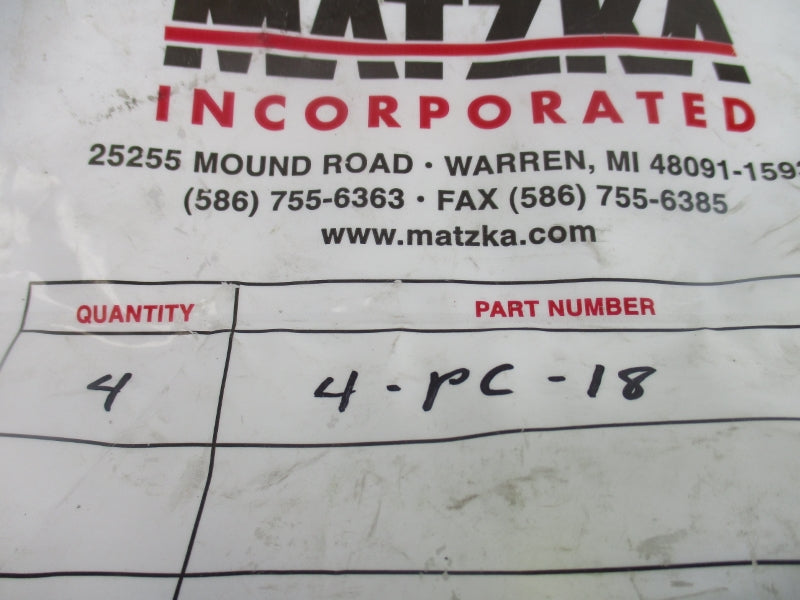 MATZKA
INCORPORATED
25255 MOUND ROAD · WARREN, MI 48091-1593
(586) 755-6363 · FAX (586) 755-6385
www.matzka.com
QUANTITY PART NUMBER
4 4-PC-18